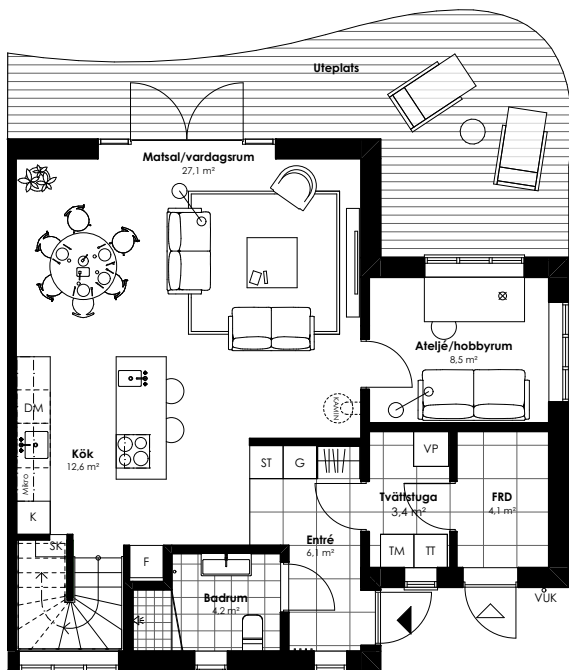 Uteplats
Matsal/vardagsrum
27,1 m²
Ateljé/hobbyrum
8,5 m²
KAMIN
DM
Kök
12,6 m²
Mikro
K
ST
G
VP
Tvättstuga
3,4 m²
FRD
4,1 m²
Entré
6,1 m²
SK
F
TM
TT
Badrum
4,2 m²
VUK